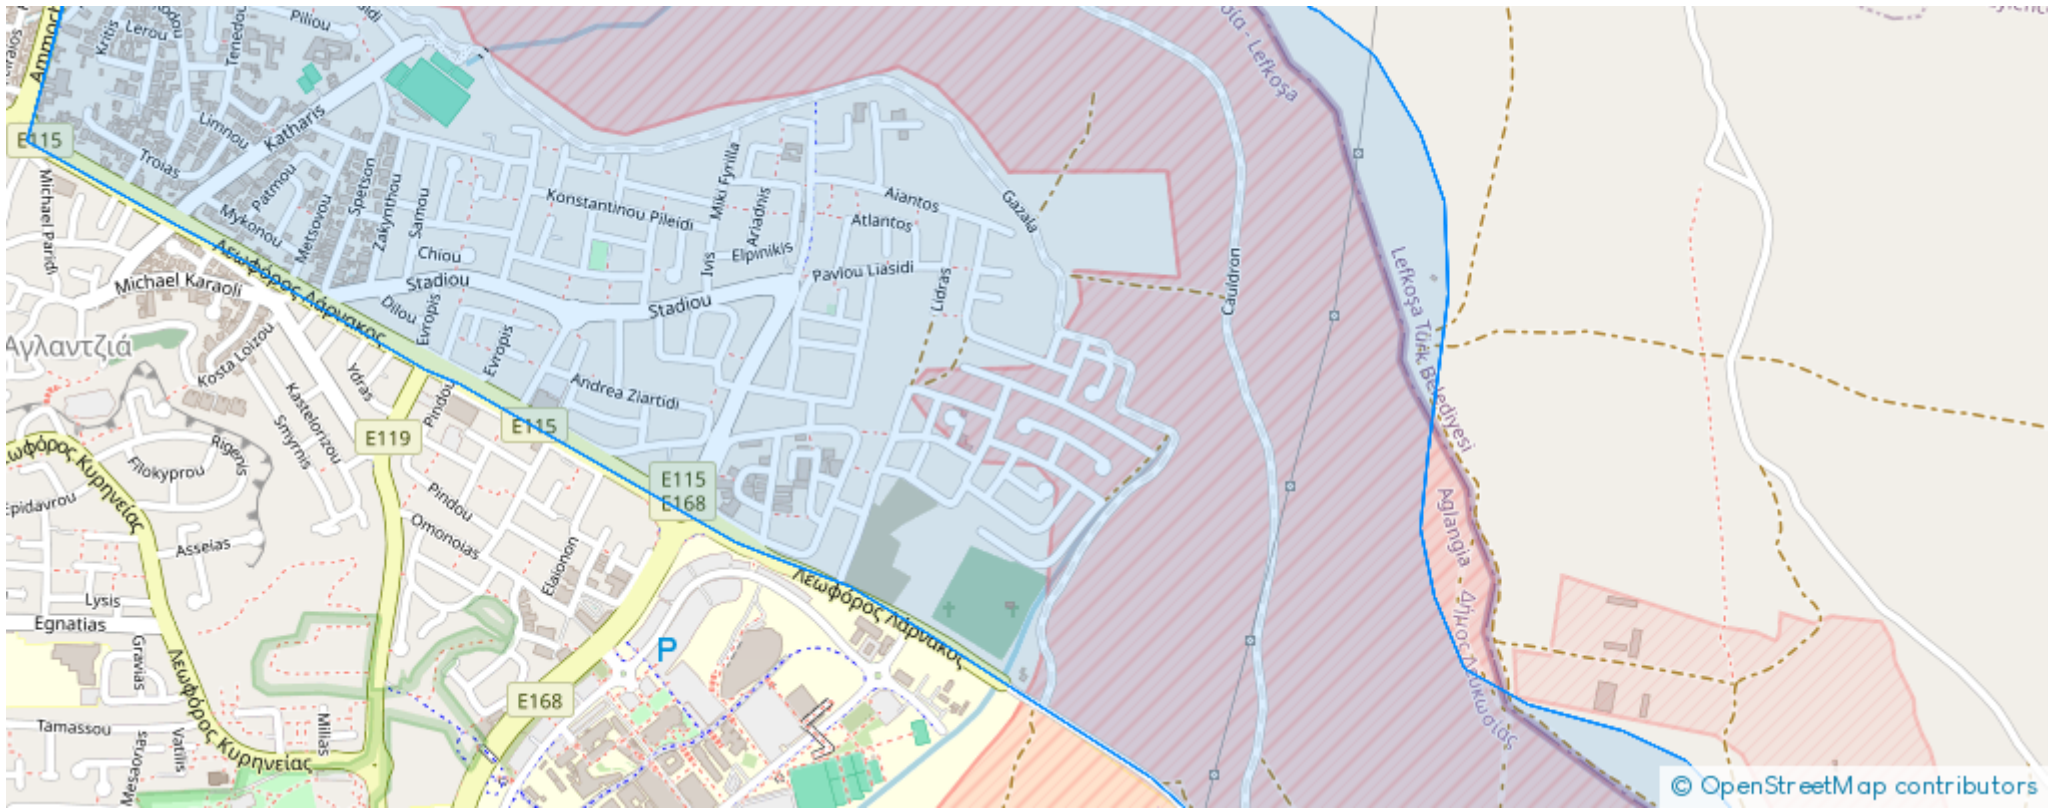 Piliou
Kritis
Lerou
Tenedou
Ammoch
E115
Limnou
Katharis
Troias
Patmou
Mykonou
Metsovou
Spetson
Zakynthou
Samou
Chiou
Stadiou
Stadiou
Dilou
Evropis
Evropis
Konstantinou Pileidi
Miki Fyrilla
Ariadnis
Elpinikis
Ivis
Aiantos
Atlantos
Pavlou Liasidi
Lidras
Gazala
Cauldron
Lefkoşa
Lefkoşa Türk Belediyesi
Aglangia
Δήμος Λευκωσίας
Michael Paridi
Michael Karaoli
Λεωφόρος Λάρνακος
Αγλαντζιά
Kosta Loizou
Ydras
Kastelorizou
Smyrnis
Pindou
E119
E115
Andrea Ziartidi
E115
E168
Rigenis
Filokyprou
Epidavrou
Λεωφόρος Κυρηνείας
Asseias
Pindou
Omonoias
Elaionon
Lysis
Egnatias
Gravias
Λεωφόρος Κυρηνείας
Tamassou
Vatilis
Milias
E168
P
Λεωφόρος Λάρνακος
© OpenStreetMap contributors